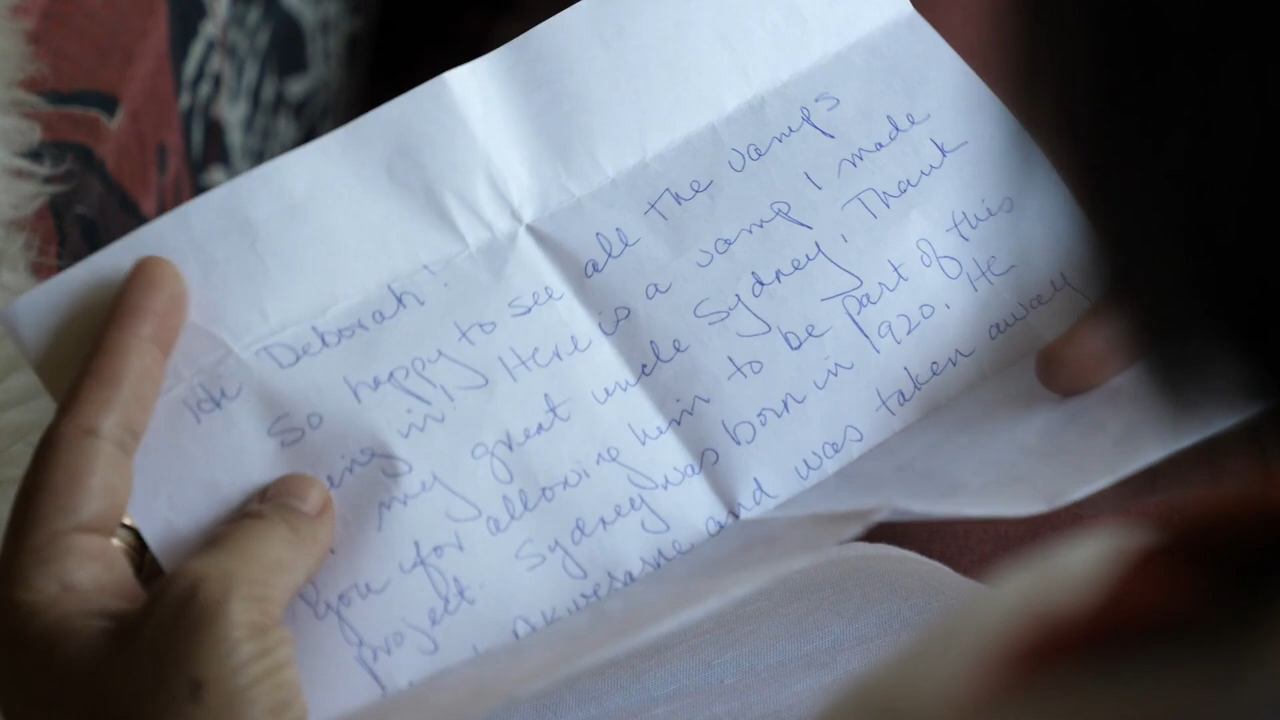 Hi Deborah!
So happy to see all the vamps
in! Here is a vamp I made
my great uncle Sydney! Thank
you for allowing him to be part of this
project. Sydney was born in 1920. He
Akwesasne and was taken away